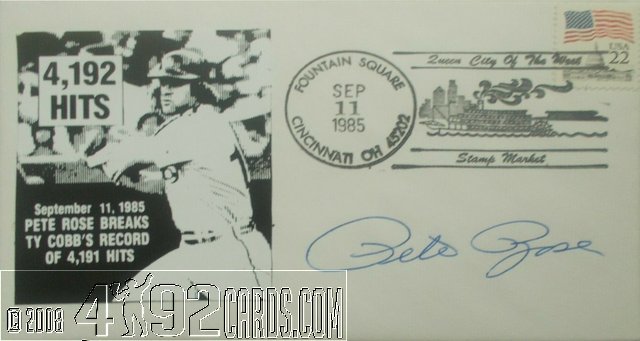 4,192
HITS
September 11, 1985
PETE ROSE BREAKS
TY COBB'S RECORD
OF 4,191 HITS
FOUNTAIN SQUARE
SEP
11
1985
CINCINNATI OH 45202
Queen City Of The West
Stamp Market
USA
22
Pete Rose
© 2008 4192CARDS.COM